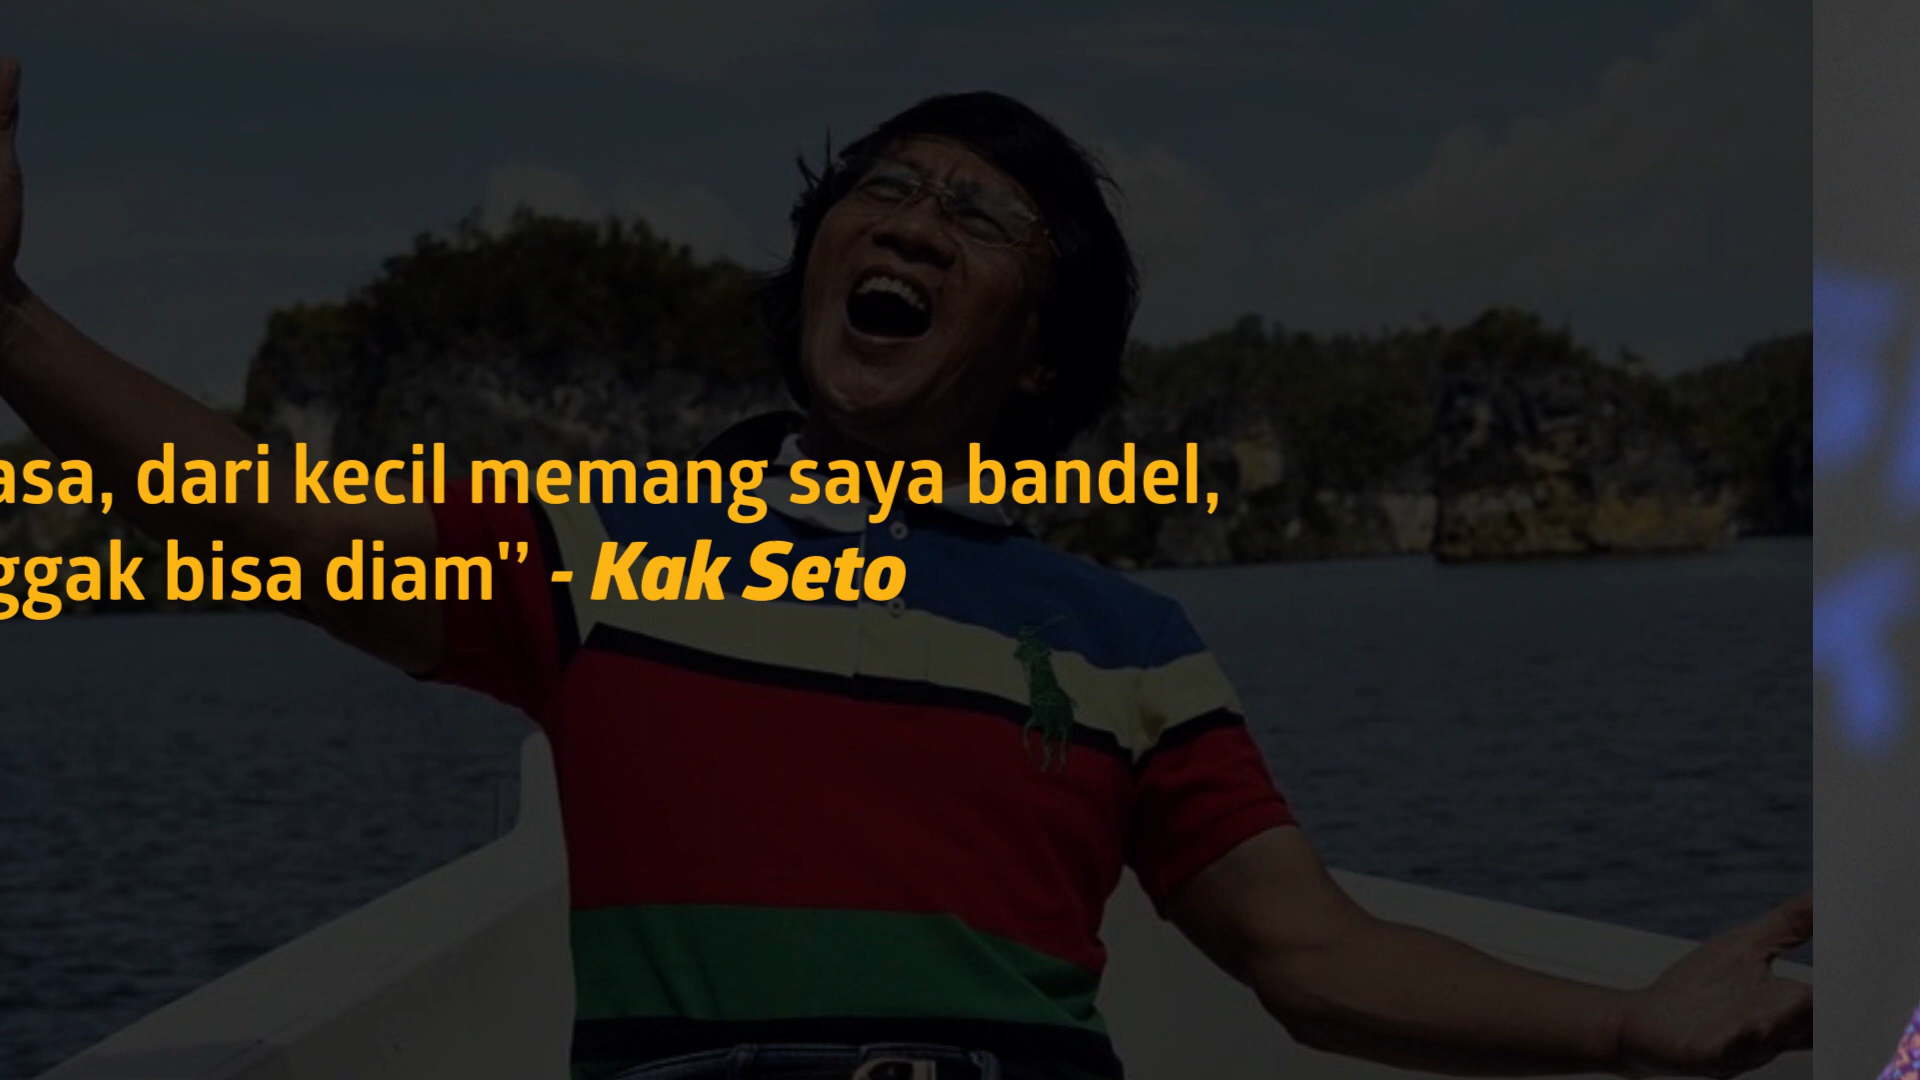 asa, dari kecil memang saya bandel,
ggak bisa diam" - Kak Seto